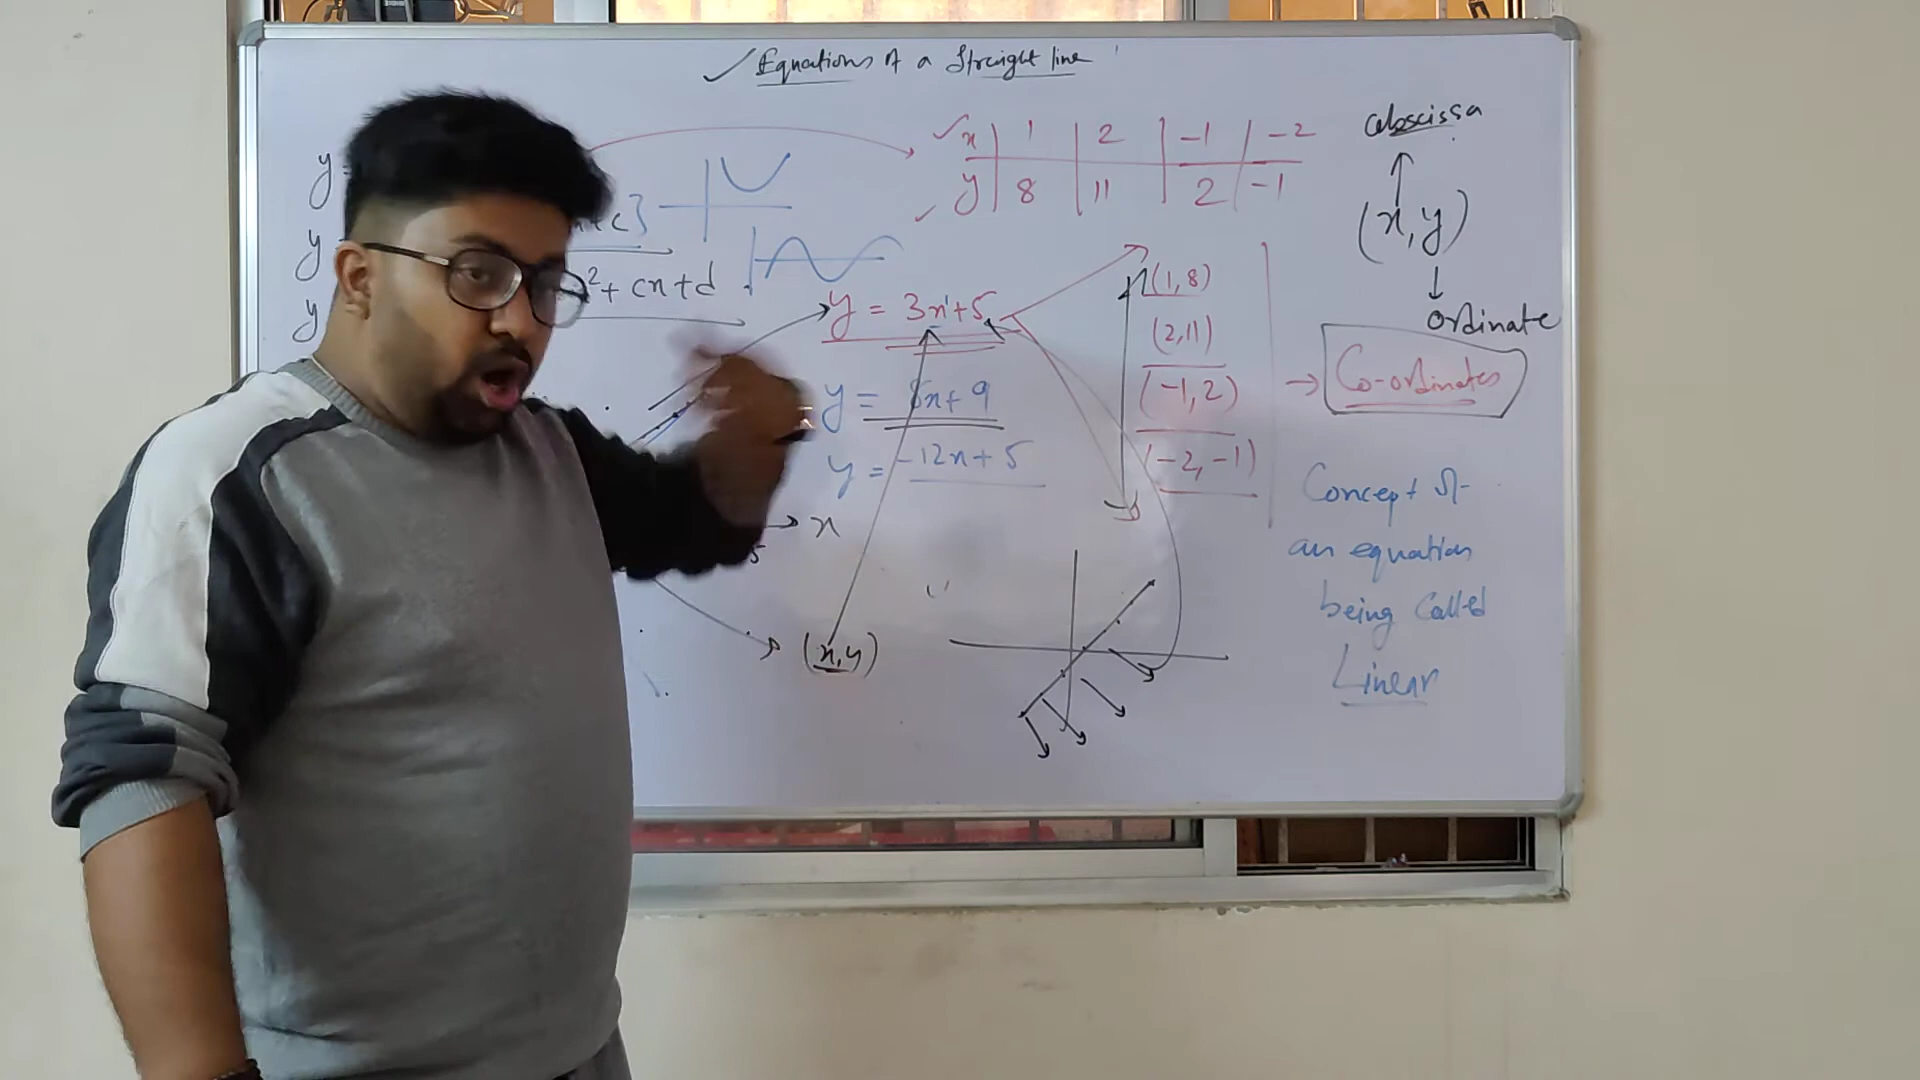 Equations of a Straight line
x | 1 | 2 | -1 | -2
y | 8 | 11 | 2 | -1
abscissa
(x,y)
ordinate
y
+c}
y
²+cx+d
y
y = 3x+5
y = 8x+9
y = -12x+5
(1,8)
(2,11)
(-1,2)
(-2,-1)
Co-ordinates
x
5
(x,y)
Concept of
an equation
being called
Linear